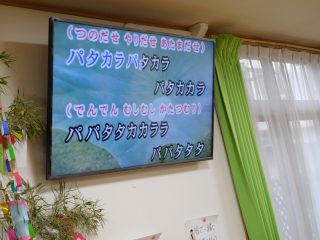 (つのだせ やりだせ あたまだせ)
パタカラパタカラ
パタカカラ
(でんでん むしむし かたつむり)
パパタタカカララ
パパタタタ